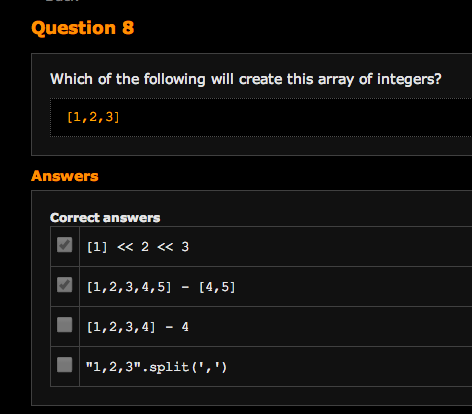 Question 8
Which of the following will create this array of integers?
[1,2,3]
Answers
Correct answers
[1] << 2 << 3
[1,2,3,4,5] - [4,5]
[1,2,3,4] - 4
"1,2,3".split(',')